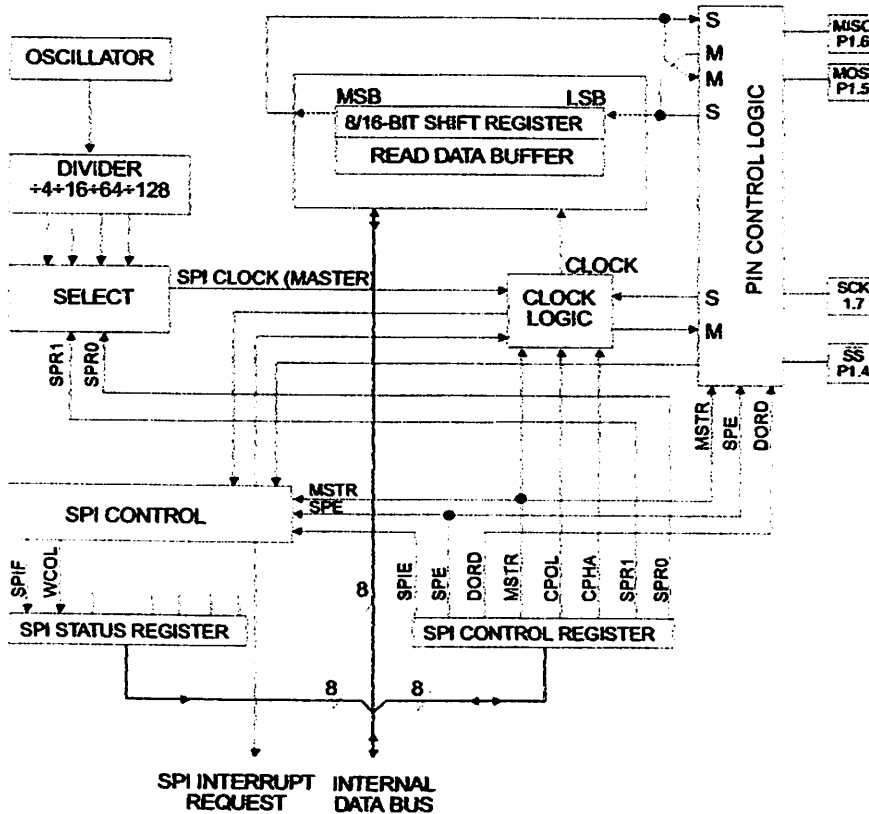 OSCILLATOR
DIVIDER
÷4÷16÷64÷128
SELECT
SPI CLOCK (MASTER)
SPR1
SPR0
MSB
LSB
8/16-BIT SHIFT REGISTER
READ DATA BUFFER
CLOCK
CLOCK
LOGIC
S
M
M
S
S
M
PIN CONTROL LOGIC
MISO
P1.6
MOSI
P1.5
SCK
1.7
SS
P1.4
MSTR
SPE
DORD
SPI CONTROL
MSTR
SPE
SPIF
WCOL
SPI STATUS REGISTER
SPIE
SPE
DORD
MSTR
CPOL
CPHA
SPR1
SPR0
SPI CONTROL REGISTER
8
8
8
SPI INTERRUPT
REQUEST
INTERNAL
DATA BUS